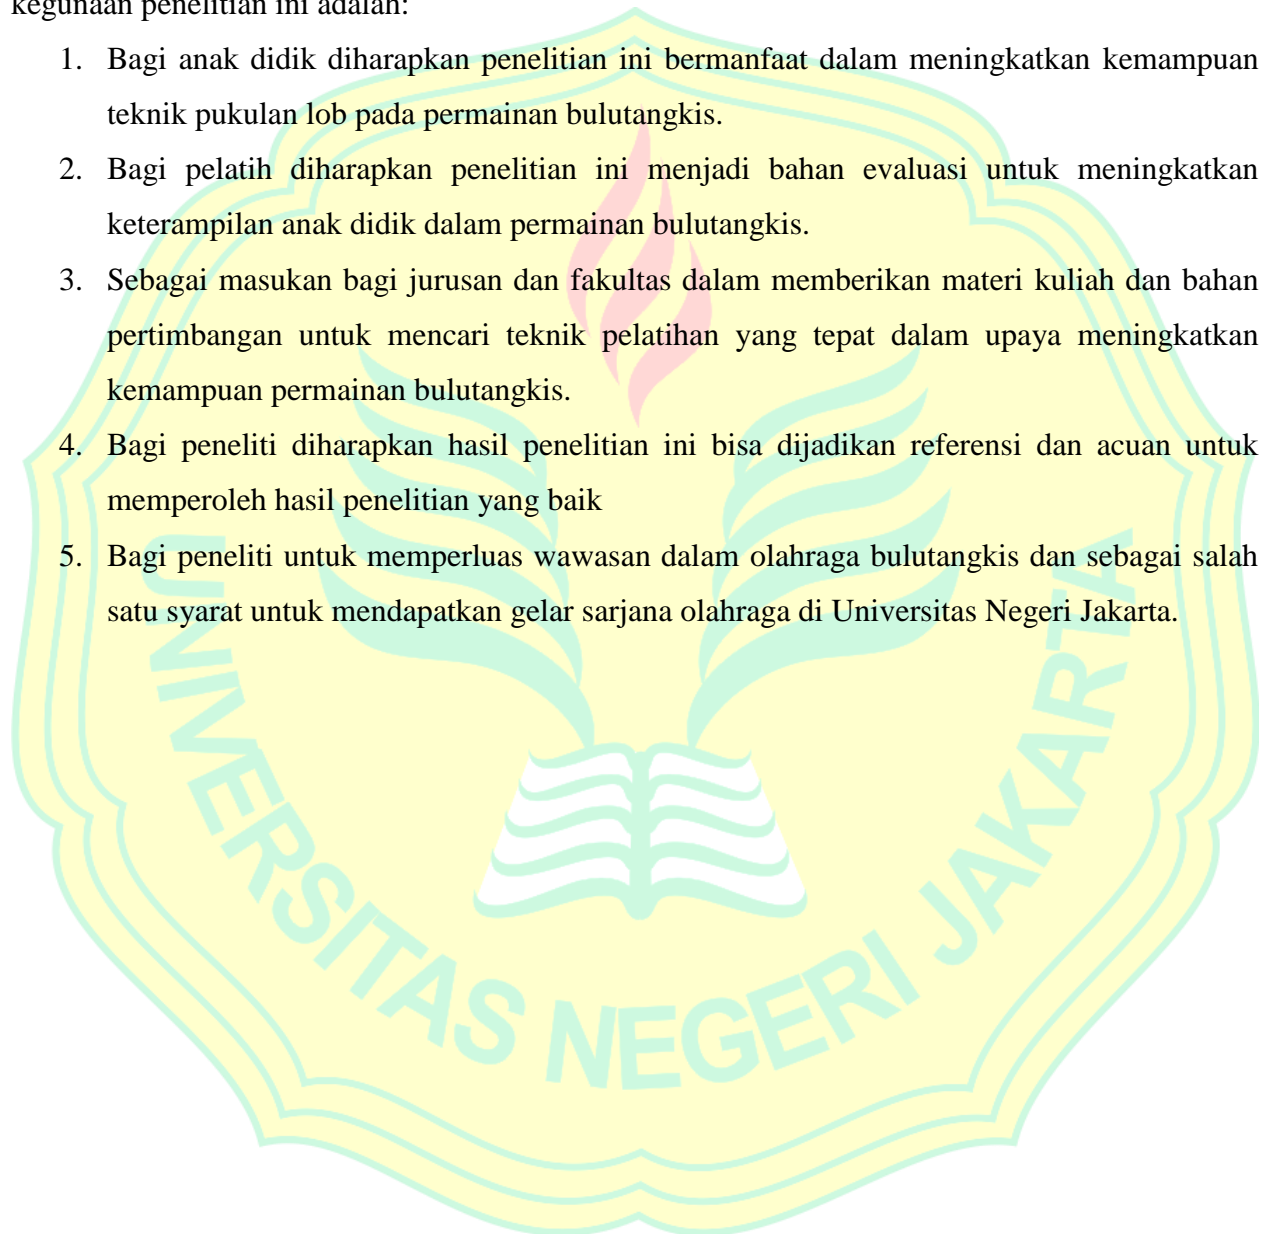 kegunaan penelitian ini adalah:
1. Bagi anak didik diharapkan penelitian ini bermanfaat dalam meningkatkan kemampuan
teknik pukulan lob pada permainan bulutangkis.
2. Bagi pelatih diharapkan penelitian ini menjadi bahan evaluasi untuk meningkatkan
keterampilan anak didik dalam permainan bulutangkis.
3. Sebagai masukan bagi jurusan dan fakultas dalam memberikan materi kuliah dan bahan
pertimbangan untuk mencari teknik pelatihan yang tepat dalam upaya meningkatkan
kemampuan permainan bulutangkis.
4. Bagi peneliti diharapkan hasil penelitian ini bisa dijadikan referensi dan acuan untuk
memperoleh hasil penelitian yang baik
5. Bagi peneliti untuk memperluas wawasan dalam olahraga bulutangkis dan sebagai salah
satu syarat untuk mendapatkan gelar sarjana olahraga di Universitas Negeri Jakarta.
UNIVERSITAS NEGERI JAKARTA